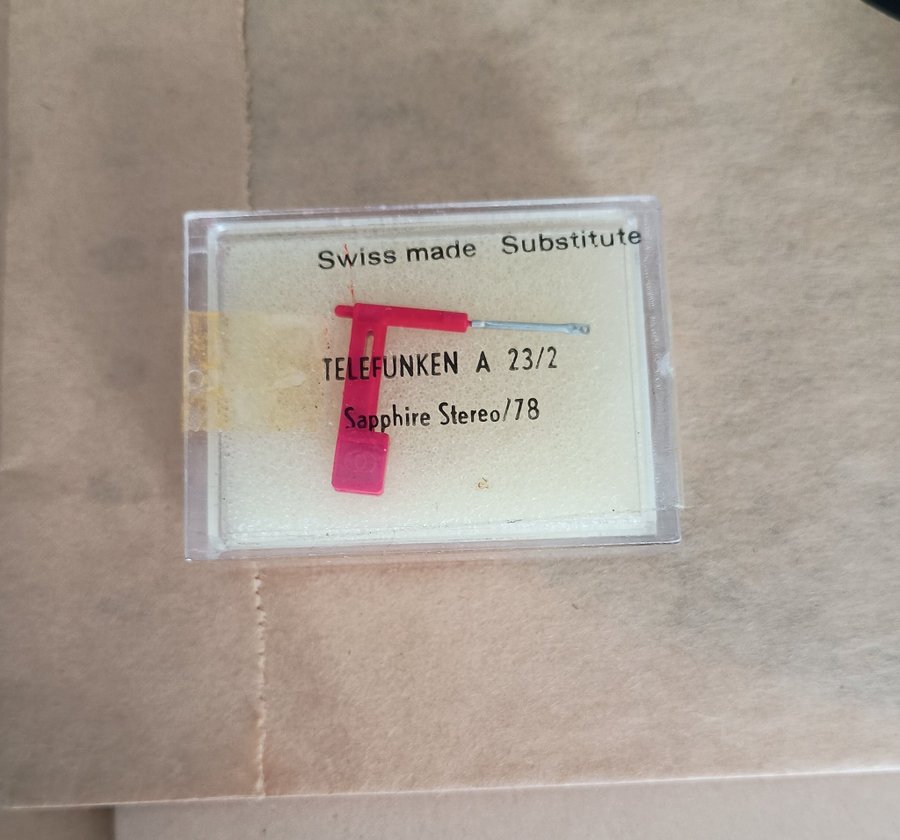 Swiss made Substitute
TELEFUNKEN A 23/2
Sapphire Stereo/78